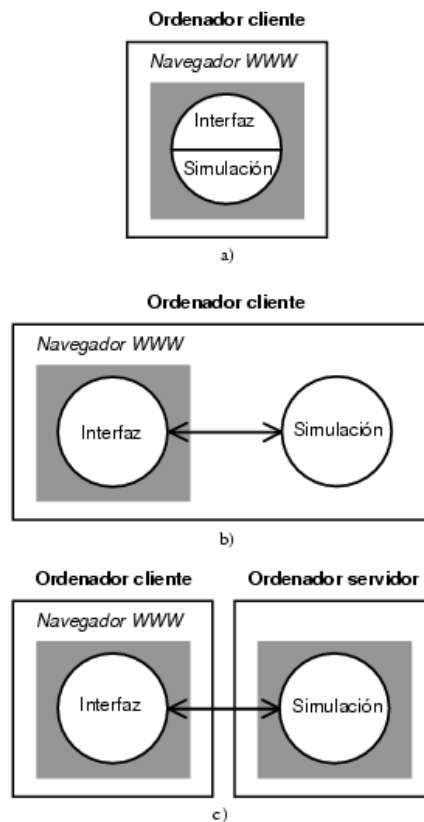 Ordenador cliente
Navegador WWW
Interfaz
Simulación
a)
Ordenador cliente
Navegador WWW
Interfaz
Simulación
b)
Ordenador cliente
Ordenador servidor
Navegador WWW
Interfaz
Simulación
c)